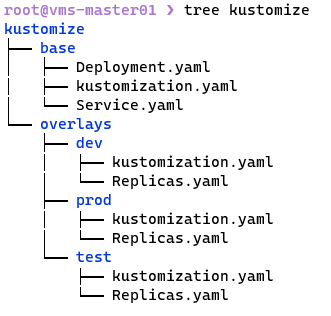 root@vms-master01 ❯ tree kustomize
kustomize
├── base
│   ├── Deployment.yaml
│   ├── kustomization.yaml
│   └── Service.yaml
└── overlays
    ├── dev
    │   ├── kustomization.yaml
    │   └── Replicas.yaml
    ├── prod
    │   ├── kustomization.yaml
    │   └── Replicas.yaml
    └── test
        ├── kustomization.yaml
        └── Replicas.yaml